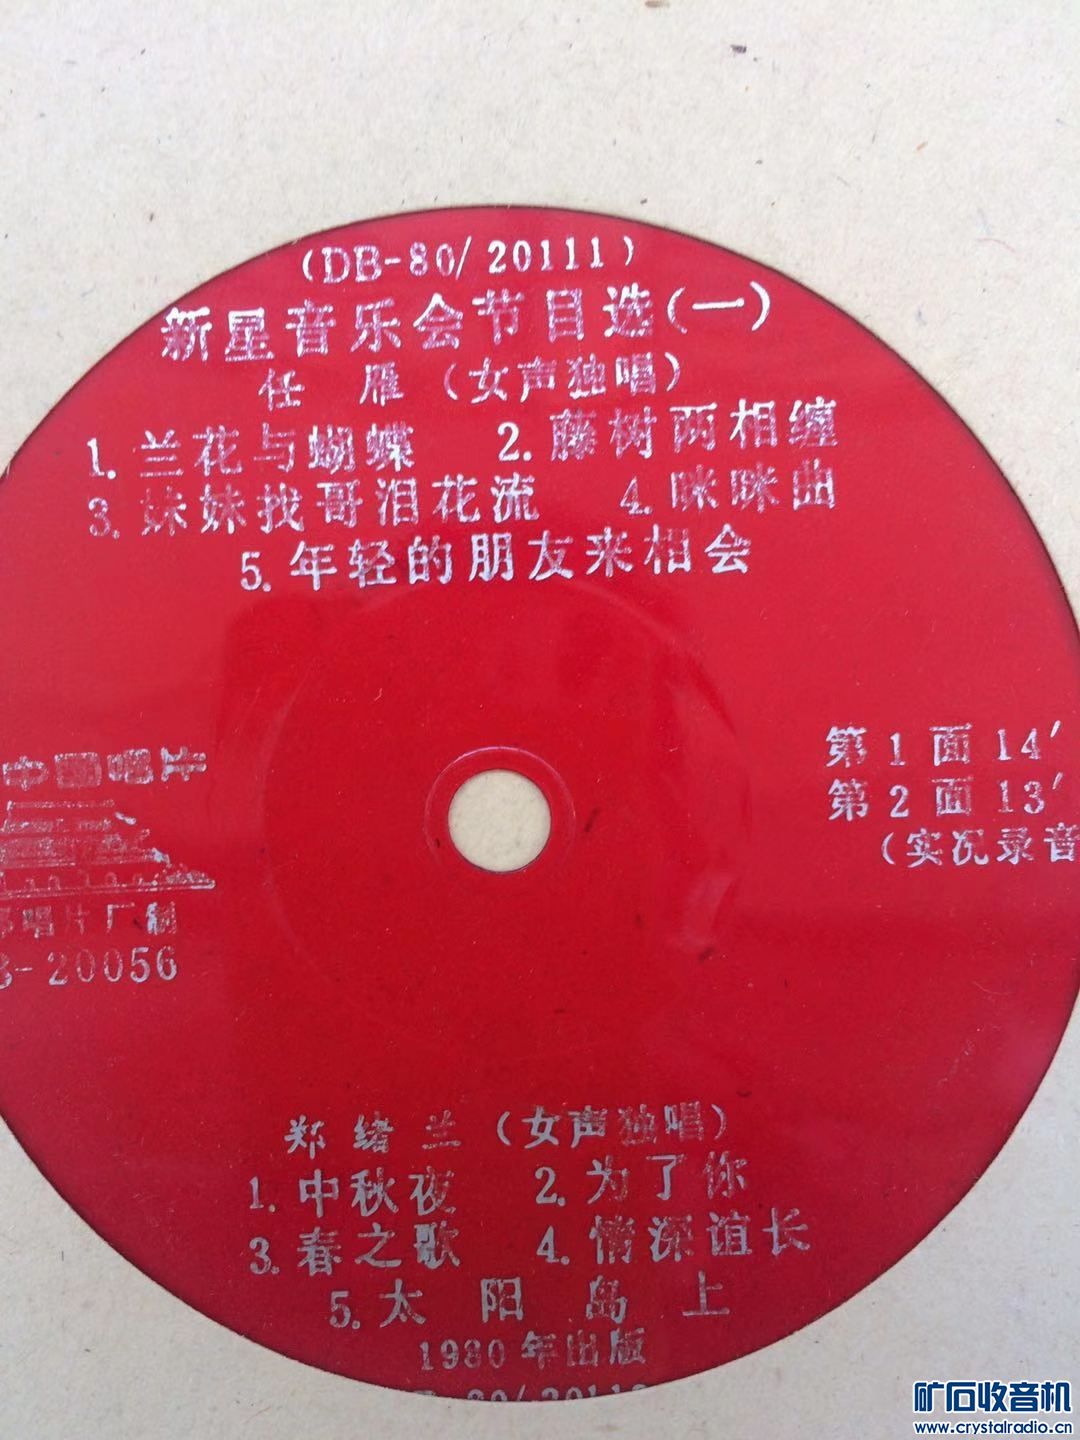 (DB-80/20111)
新星音乐会节目选(一)
任 雁(女声独唱)
1.兰花与蝴蝶 2.藤树两相缠
3.妹妹找哥泪花流 4.咪咪曲
5.年轻的朋友来相会
中国唱片
第1面14′
第2面13′
(实况录音
唱片厂制
-20056
郑绪兰(女声独唱)
1.中秋夜 2.为了你
3.春之歌 4.情深谊长
5.太阳岛上
1980年出版
矿石收音机
www.crystalradio.cn